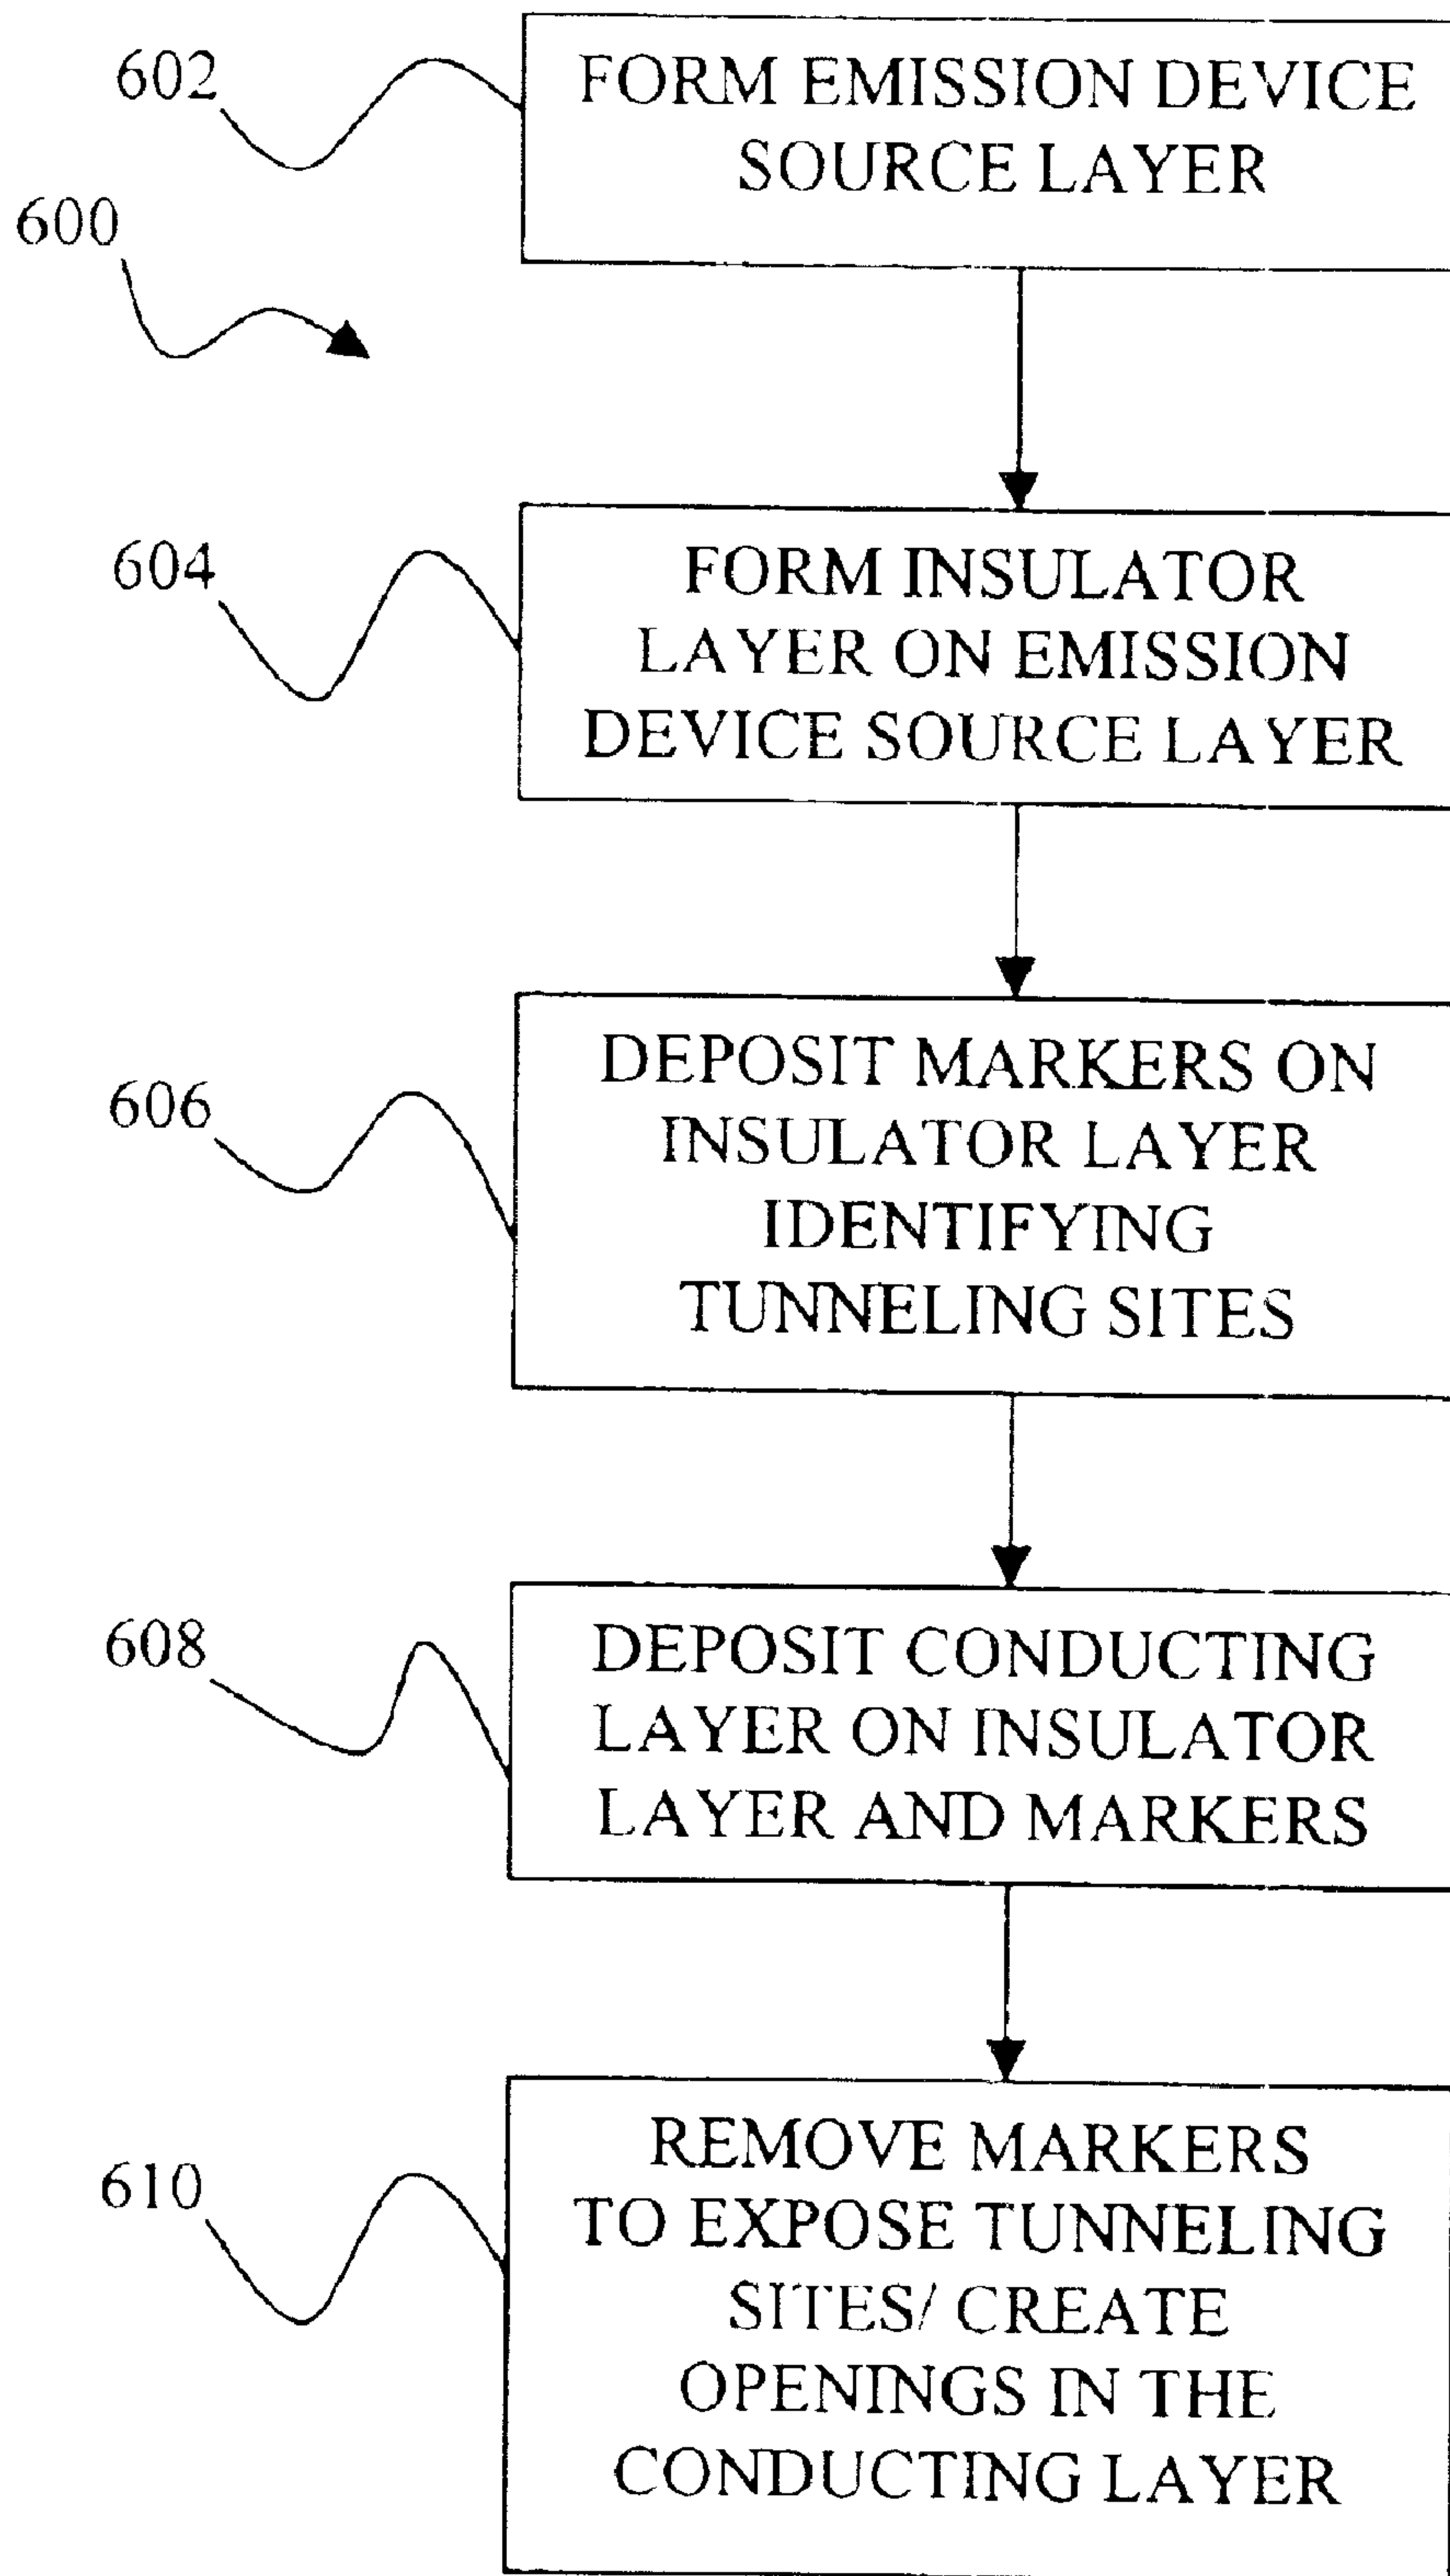 602
FORM EMISSION DEVICE
SOURCE LAYER
600
604
FORM INSULATOR
LAYER ON EMISSION
DEVICE SOURCE LAYER
606
DEPOSIT MARKERS ON
INSULATOR LAYER
IDENTIFYING
TUNNELING SITES
608
DEPOSIT CONDUCTING
LAYER ON INSULATOR
LAYER AND MARKERS
610
REMOVE MARKERS
TO EXPOSE TUNNELING
SITES/ CREATE
OPENINGS IN THE
CONDUCTING LAYER